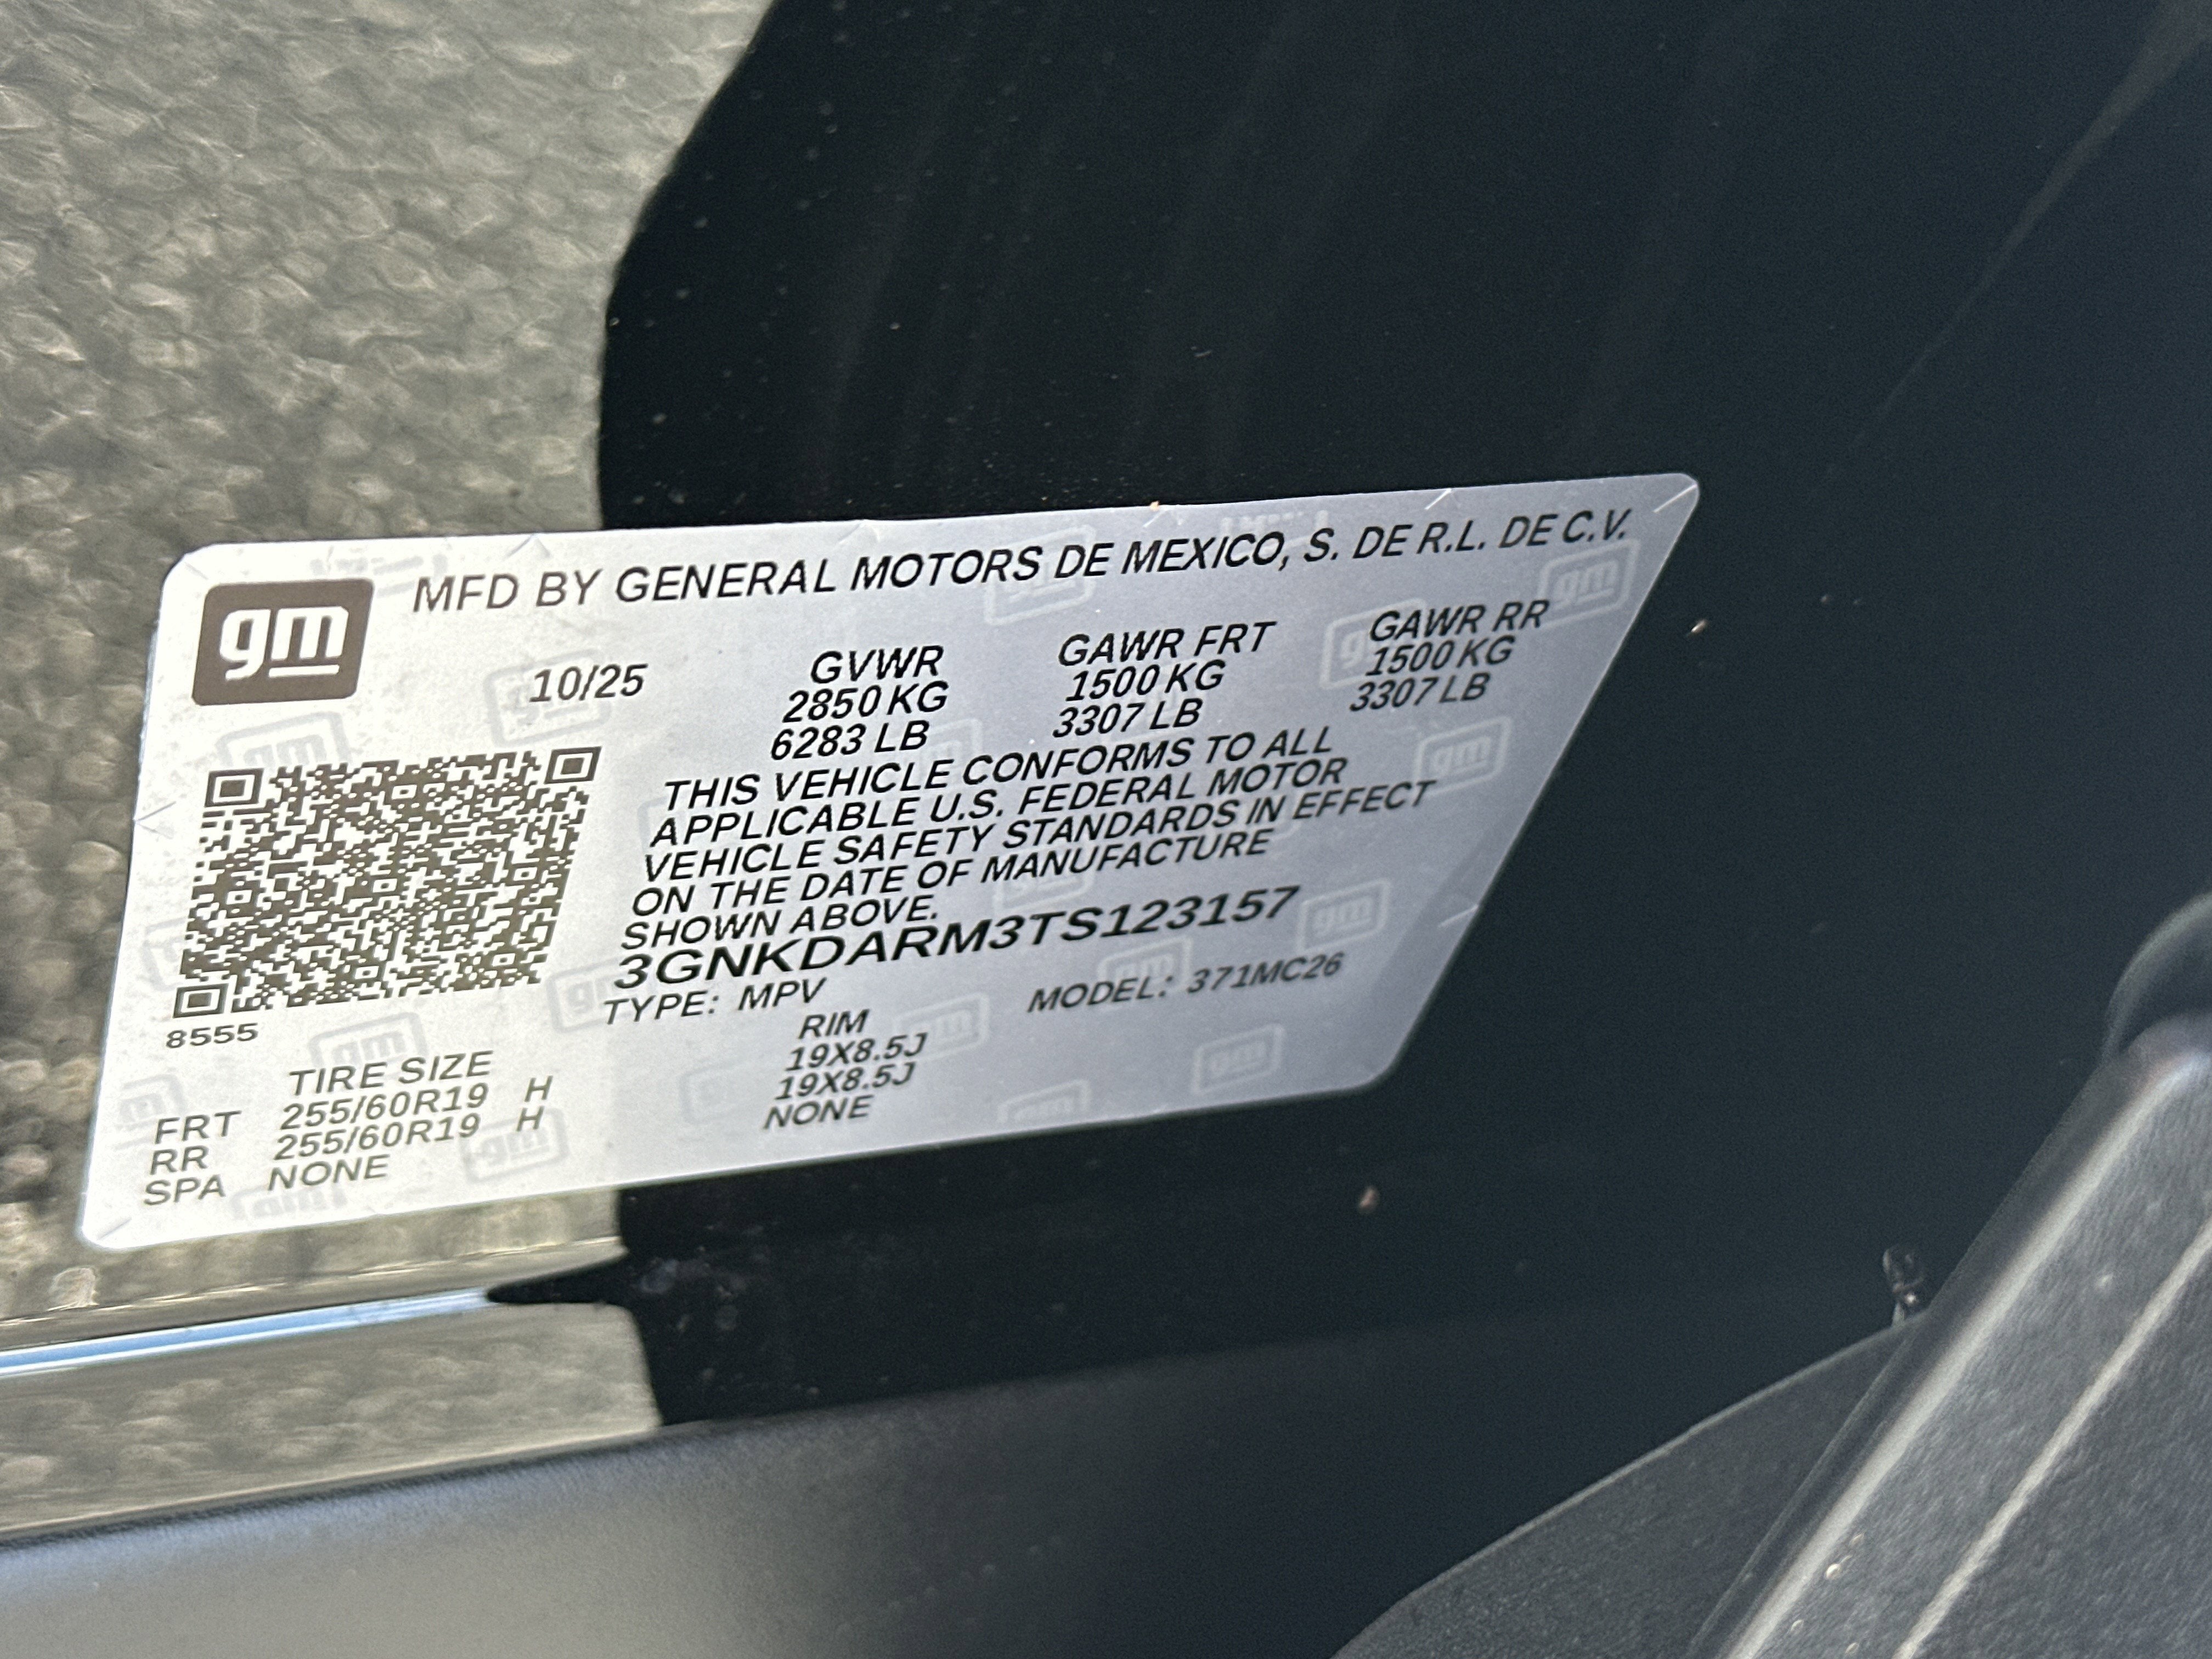 gm
MFD BY GENERAL MOTORS DE MEXICO, S. DE R.L. DE C.V.
10/25 GVWR GAWR FRT GAWR RR
2850 KG 1500 KG 1500 KG
6283 LB 3307 LB 3307 LB
THIS VEHICLE CONFORMS TO ALL
APPLICABLE U.S. FEDERAL MOTOR
VEHICLE SAFETY STANDARDS IN EFFECT
ON THE DATE OF MANUFACTURE
SHOWN ABOVE.
3GNKDARM3TS123157
TYPE: MPV MODEL: 371MC26
8555
TIRE SIZE RIM
FRT 255/60R19 H 19X8.5J
RR 255/60R19 H 19X8.5J
SPA NONE NONE